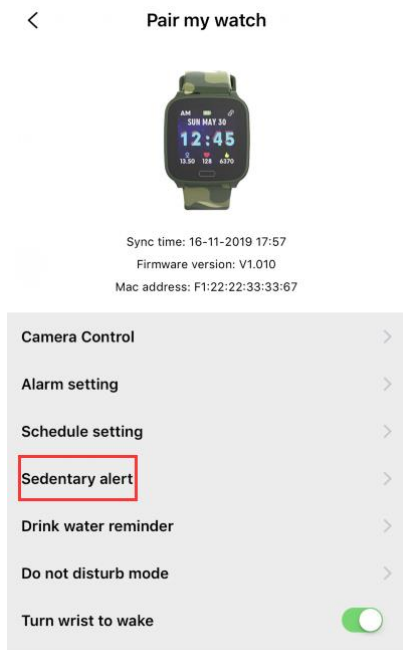 Pair my watch
AM
SUN MAY 30
12:45
13.50 128 6370
Sync time: 16-11-2019 17:57
Firmware version: V1.010
Mac address: F1:22:22:33:33:67
Camera Control
Alarm setting
Schedule setting
Sedentary alert
Drink water reminder
Do not disturb mode
Turn wrist to wake